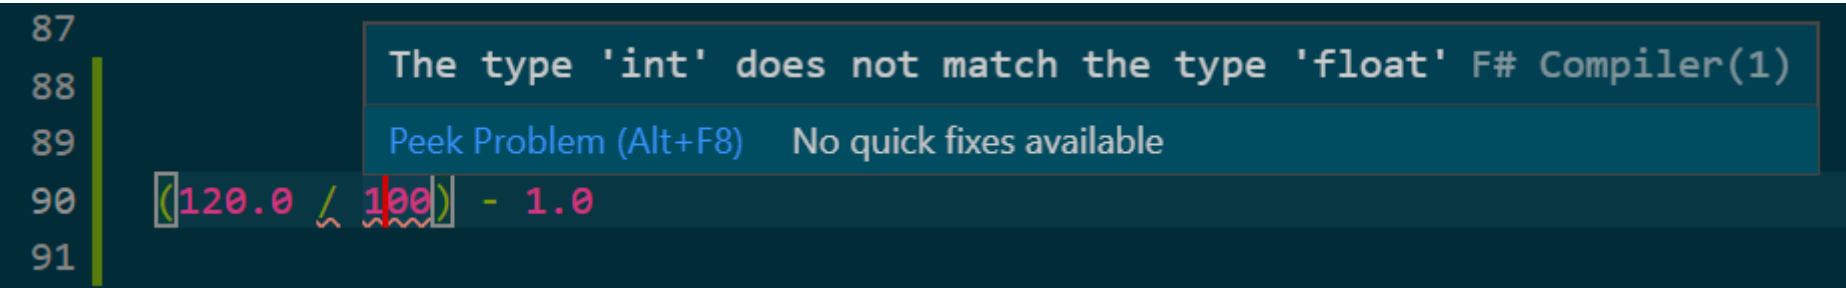 87
The type 'int' does not match the type 'float' F# Compiler(1)
88
89 Peek Problem (Alt+F8) No quick fixes available
90 (120.0 / 100) - 1.0
91